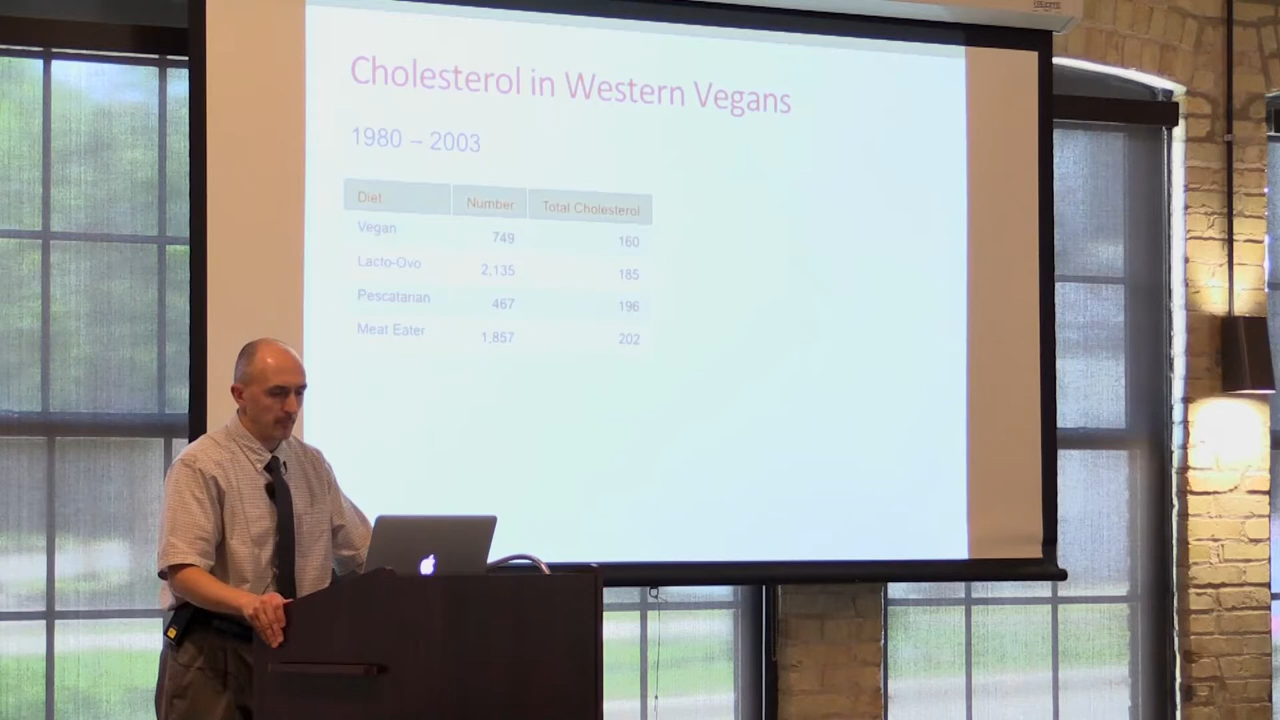 Cholesterol in Western Vegans
1980 – 2003
Diet Number Total Cholesterol
Vegan 749 160
Lacto-Ovo 2,135 185
Pescatarian 467 196
Meat Eater 1,857 202